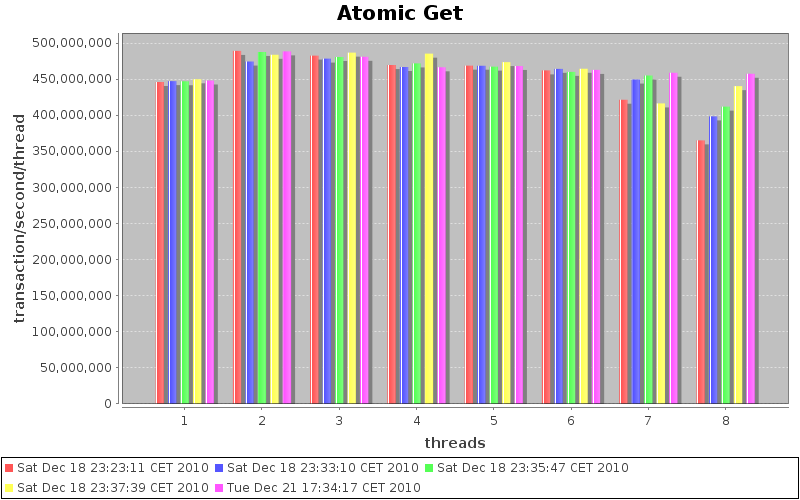 Atomic Get
transaction/second/thread
500,000,000
450,000,000
400,000,000
350,000,000
300,000,000
250,000,000
200,000,000
150,000,000
100,000,000
50,000,000
0
1 2 3 4 5 6 7 8
threads
Sat Dec 18 23:23:11 CET 2010 Sat Dec 18 23:33:10 CET 2010 Sat Dec 18 23:35:47 CET 2010
Sat Dec 18 23:37:39 CET 2010 Tue Dec 21 17:34:17 CET 2010